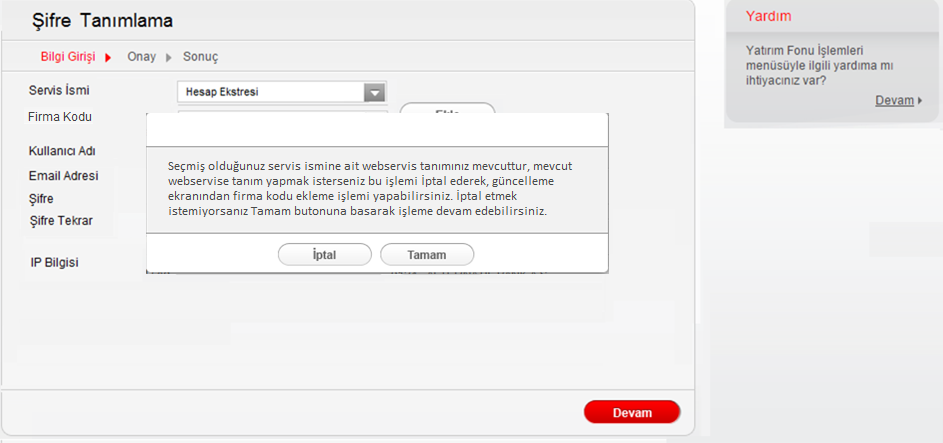 Şifre Tanımlama
Bilgi Girişi Onay Sonuç
Servis İsmi Hesap Ekstresi
Firma Kodu
Kullanıcı Adı
Email Adresi
Şifre
Şifre Tekrar
IP Bilgisi
Seçmiş olduğunuz servis ismine ait webservis tanımınız mevcuttur, mevcut
webservise tanım yapmak isterseniz bu işlemi İptal ederek, güncelleme
ekranından firma kodu ekleme işlemi yapabilirsiniz. İptal etmek
istemiyorsanız Tamam butonuna basarak işleme devam edebilirsiniz.
İptal Tamam
Devam
Yardım
Yatırım Fonu İşlemleri
menüsüyle ilgili yardıma mı
ihtiyacınız var?
Devam